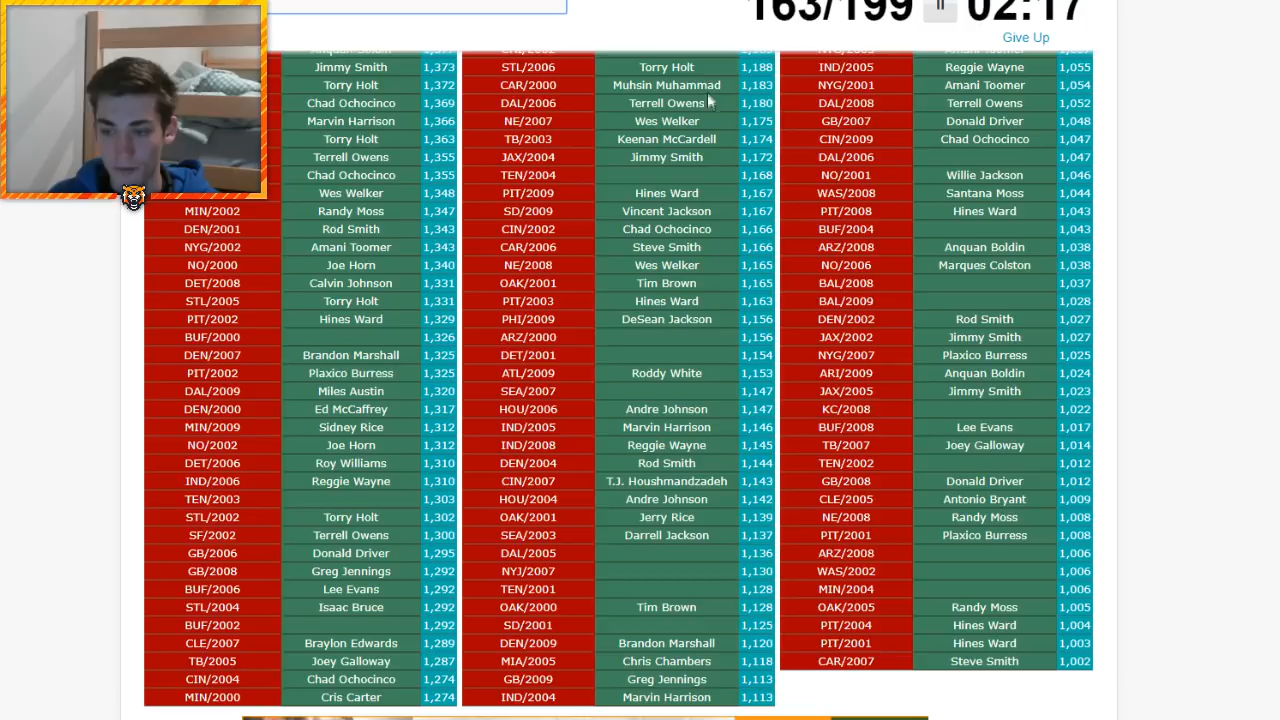 163/199 02:17
Give Up
Jimmy Smith 1,373 STL/2006 Torry Holt 1,188 IND/2005 Reggie Wayne 1,055
Torry Holt 1,372 CAR/2000 Muhsin Muhammad 1,183 NYG/2001 Amani Toomer 1,054
Chad Ochocinco 1,369 DAL/2006 Terrell Owens 1,180 DAL/2008 Terrell Owens 1,052
Marvin Harrison 1,366 NE/2007 Wes Welker 1,175 GB/2007 Donald Driver 1,048
Torry Holt 1,363 TB/2003 Keenan McCardell 1,174 CIN/2009 Chad Ochocinco 1,047
Terrell Owens 1,355 JAX/2004 Jimmy Smith 1,172 DAL/2006 1,047
Chad Ochocinco 1,355 TEN/2004 1,168 NO/2001 Willie Jackson 1,046
Wes Welker 1,348 PIT/2009 Hines Ward 1,167 WAS/2008 Santana Moss 1,044
MIN/2002 Randy Moss 1,347 SD/2009 Vincent Jackson 1,167 PIT/2008 Hines Ward 1,043
DEN/2001 Rod Smith 1,343 CIN/2002 Chad Ochocinco 1,166 BUF/2004 1,043
NYG/2002 Amani Toomer 1,343 CAR/2006 Steve Smith 1,166 ARZ/2008 Anquan Boldin 1,038
NO/2000 Joe Horn 1,340 NE/2008 Wes Welker 1,165 NO/2006 Marques Colston 1,038
DET/2008 Calvin Johnson 1,331 OAK/2001 Tim Brown 1,165 BAL/2008 1,037
STL/2005 Torry Holt 1,331 PIT/2003 Hines Ward 1,163 BAL/2009 1,028
PIT/2002 Hines Ward 1,329 PHI/2009 DeSean Jackson 1,156 DEN/2002 Rod Smith 1,027
BUF/2000 1,326 ARZ/2000 1,156 JAX/2002 Jimmy Smith 1,027
DEN/2007 Brandon Marshall 1,325 DET/2001 1,154 NYG/2007 Plaxico Burress 1,025
PIT/2002 Plaxico Burress 1,325 ATL/2009 Roddy White 1,153 ARI/2009 Anquan Boldin 1,024
DAL/2009 Miles Austin 1,320 SEA/2007 1,147 JAX/2005 Jimmy Smith 1,023
DEN/2000 Ed McCaffrey 1,317 HOU/2006 Andre Johnson 1,147 KC/2008 1,022
MIN/2009 Sidney Rice 1,312 IND/2005 Marvin Harrison 1,146 BUF/2008 Lee Evans 1,017
NO/2002 Joe Horn 1,312 IND/2008 Reggie Wayne 1,145 TB/2007 Joey Galloway 1,014
DET/2006 Roy Williams 1,310 DEN/2004 Rod Smith 1,144 TEN/2002 1,012
IND/2006 Reggie Wayne 1,310 CIN/2007 T.J. Houshmandzadeh 1,143 GB/2008 Donald Driver 1,012
TEN/2003 1,303 HOU/2004 Andre Johnson 1,142 CLE/2005 Antonio Bryant 1,009
STL/2002 Torry Holt 1,302 OAK/2001 Jerry Rice 1,139 NE/2008 Randy Moss 1,008
SF/2002 Terrell Owens 1,300 SEA/2003 Darrell Jackson 1,137 PIT/2001 Plaxico Burress 1,008
GB/2006 Donald Driver 1,295 DAL/2005 1,136 ARZ/2008 1,006
GB/2008 Greg Jennings 1,292 NYJ/2007 1,130 WAS/2002 1,006
BUF/2006 Lee Evans 1,292 TEN/2001 1,128 MIN/2004 1,006
STL/2004 Isaac Bruce 1,292 OAK/2000 Tim Brown 1,128 OAK/2005 Randy Moss 1,005
BUF/2002 1,292 SD/2001 1,125 PIT/2004 Hines Ward 1,004
CLE/2007 Braylon Edwards 1,289 DEN/2009 Brandon Marshall 1,120 PIT/2001 Hines Ward 1,003
TB/2005 Joey Galloway 1,287 MIA/2005 Chris Chambers 1,118 CAR/2007 Steve Smith 1,002
CIN/2004 Chad Ochocinco 1,274 GB/2009 Greg Jennings 1,113
MIN/2000 Cris Carter 1,274 IND/2004 Marvin Harrison 1,113